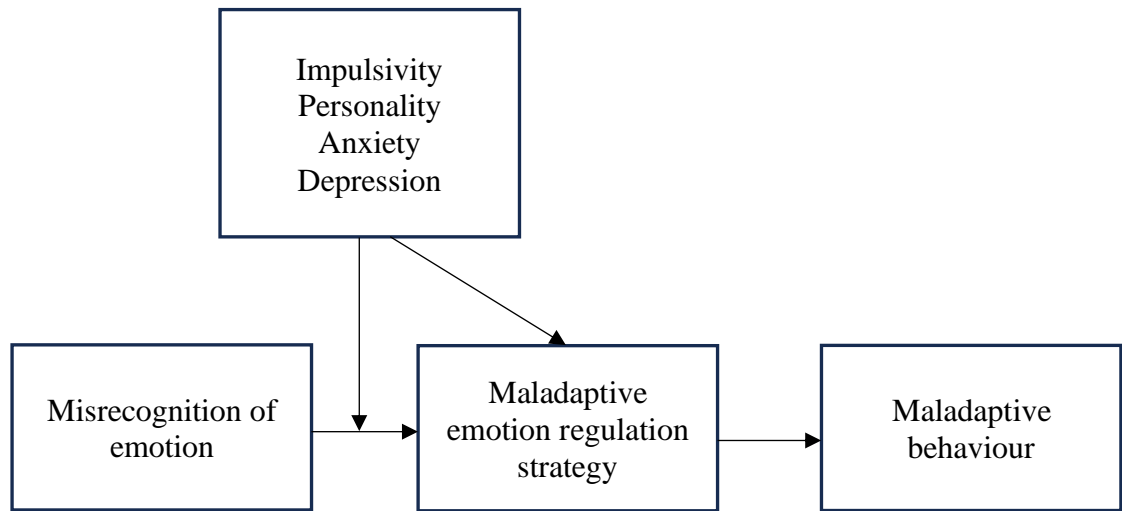 Impulsivity
Personality
Anxiety
Depression
Misrecognition of
emotion
Maladaptive
emotion regulation
strategy
Maladaptive
behaviour